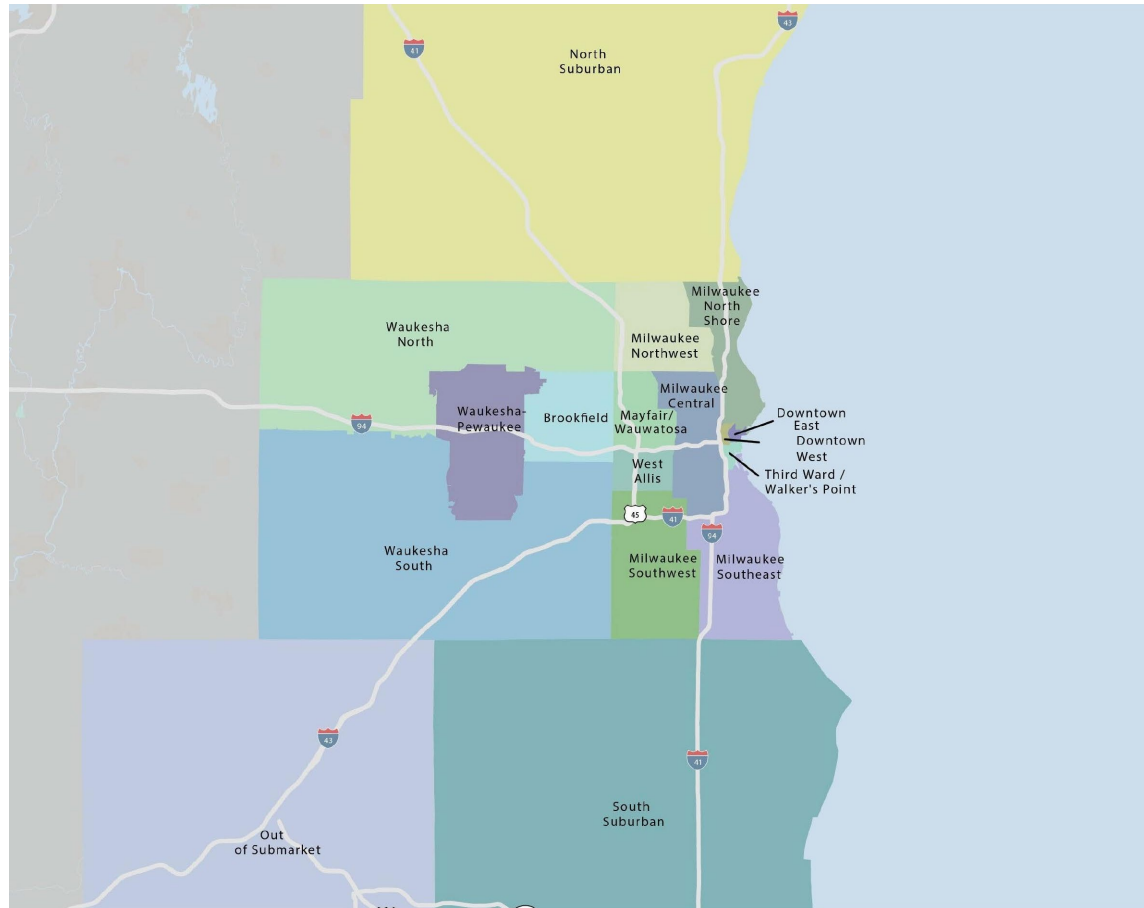 41
43
North
Suburban
Milwaukee
North
Shore
Waukesha
North
Milwaukee
Northwest
Milwaukee
Central
Waukesha-
Pewaukee
Brookfield
Mayfair/
Wauwatosa
94
Downtown
East
Downtown
West
West
Allis
Third Ward /
Walker's Point
45
41
94
Waukesha
South
Milwaukee
Southwest
Milwaukee
Southeast
43
41
South
Suburban
Out
of Submarket